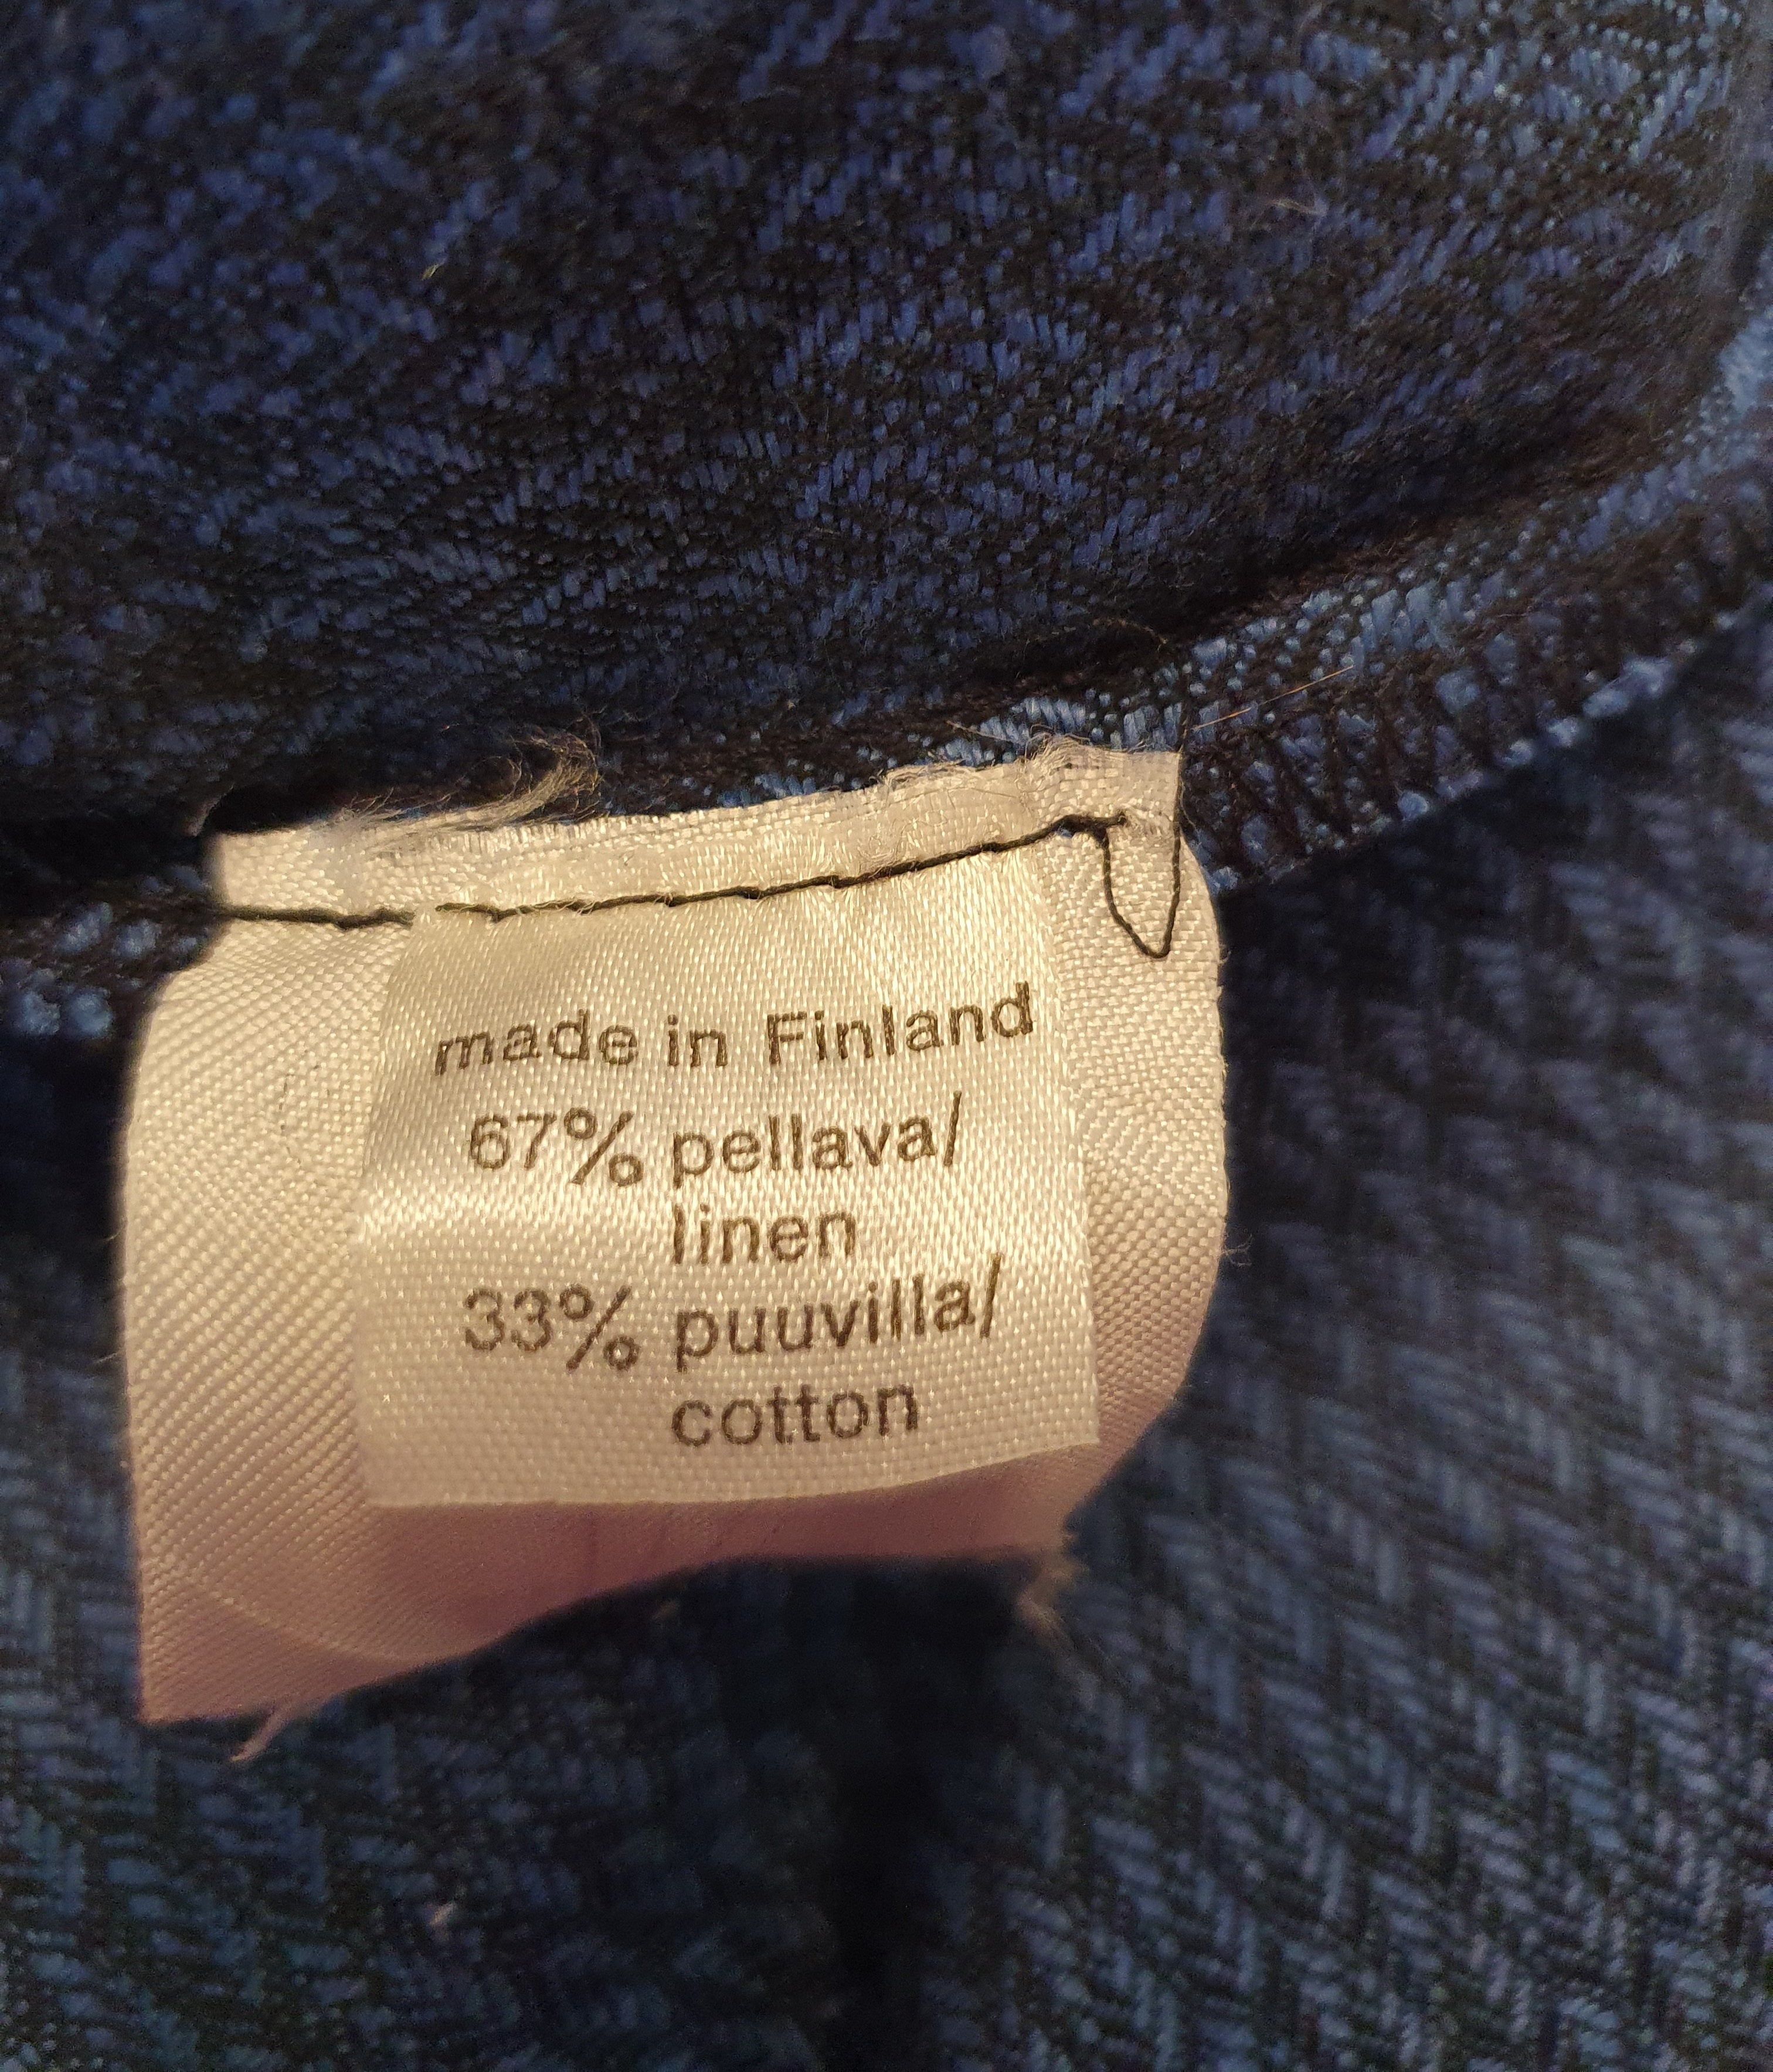 made in Finland
67% pellava/
linen
33% puuvilla/
cotton